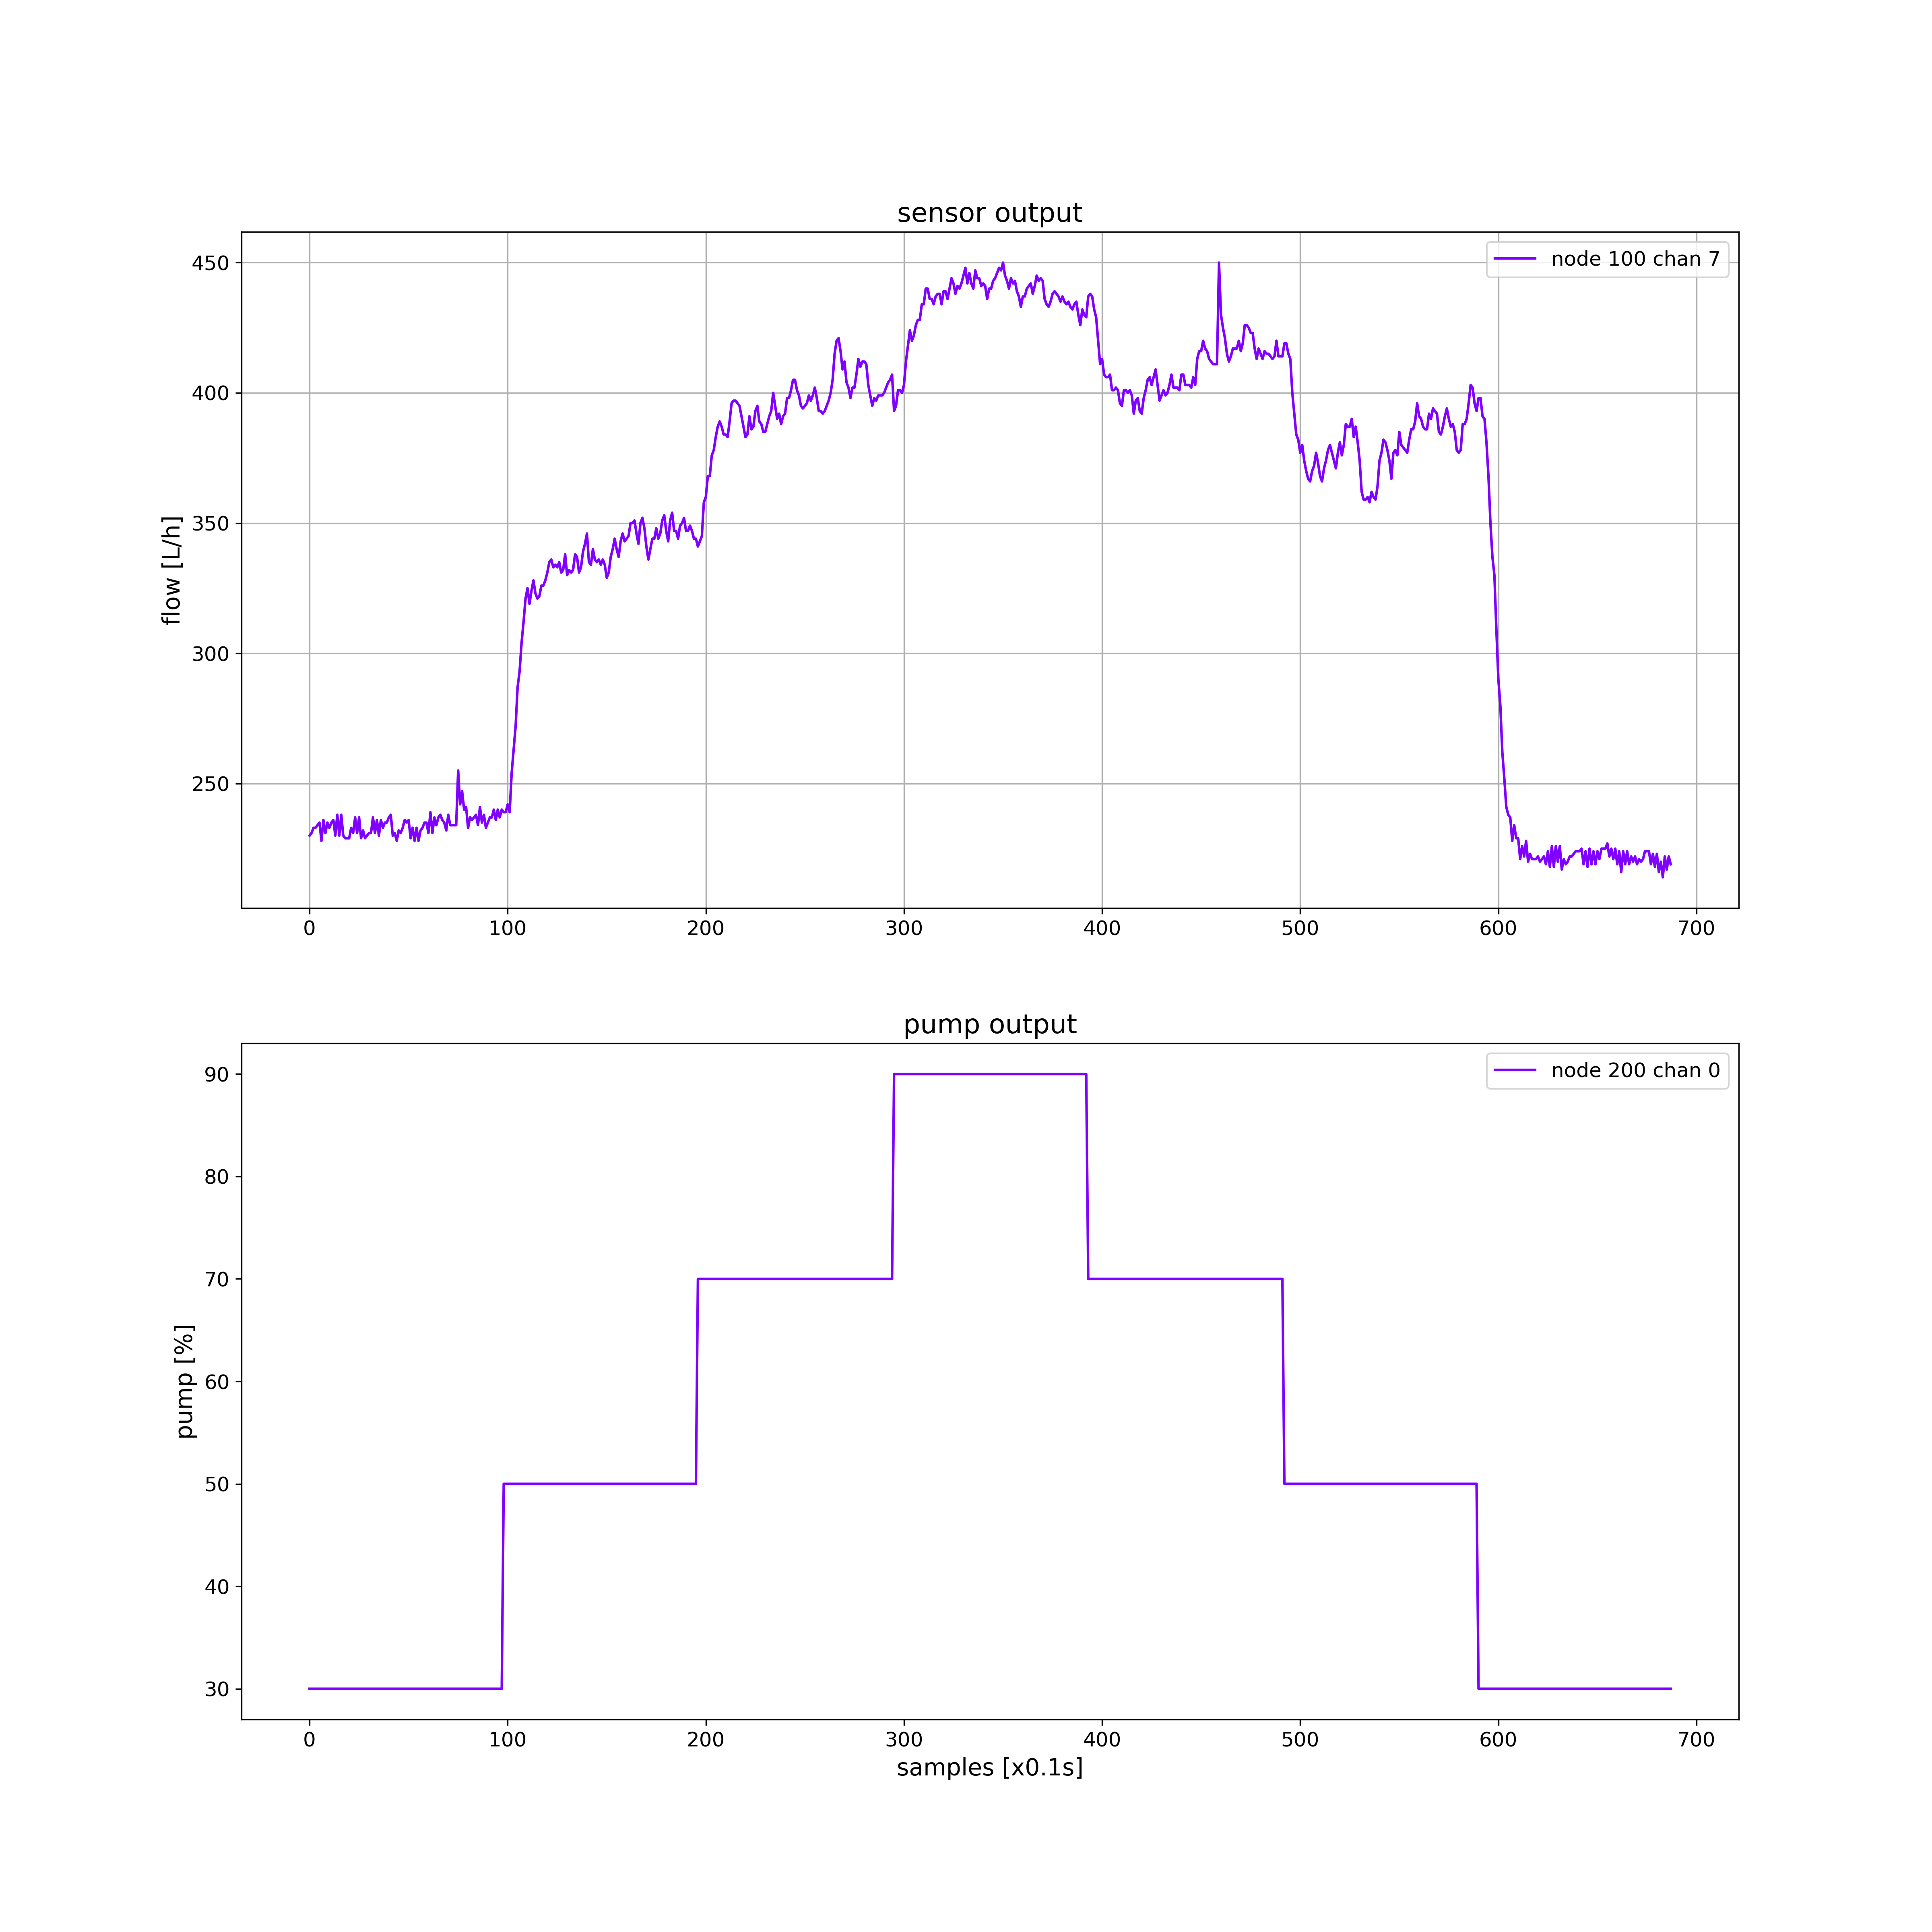 sensor output
node 100 chan 7
flow [L/h]
450
400
350
300
250
0 100 200 300 400 500 600 700
pump output
node 200 chan 0
pump [%]
90
80
70
60
50
40
30
0 100 200 300 400 500 600 700
samples [x0.1s]